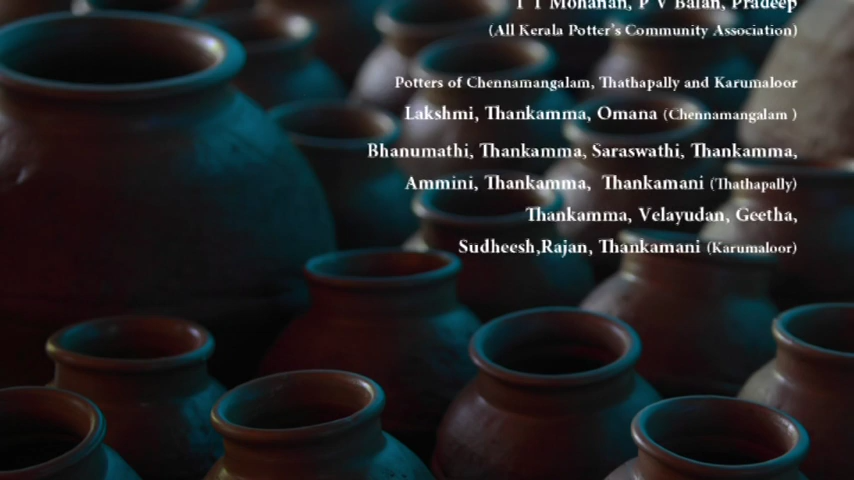 T T Mohanan, P V Balan, Pradeep
(All Kerala Potter's Community Association)
Potters of Chennamangalam, Thathapally and Karumaloor
Lakshmi, Thankamma, Omana (Chennamangalam )
Bhanumathi, Thankamma, Saraswathi, Thankamma,
Ammini, Thankamma, Thankamani (Thathapally)
Thankamma, Velayudan, Geetha,
Sudheesh,Rajan, Thankamani (Karumaloor)